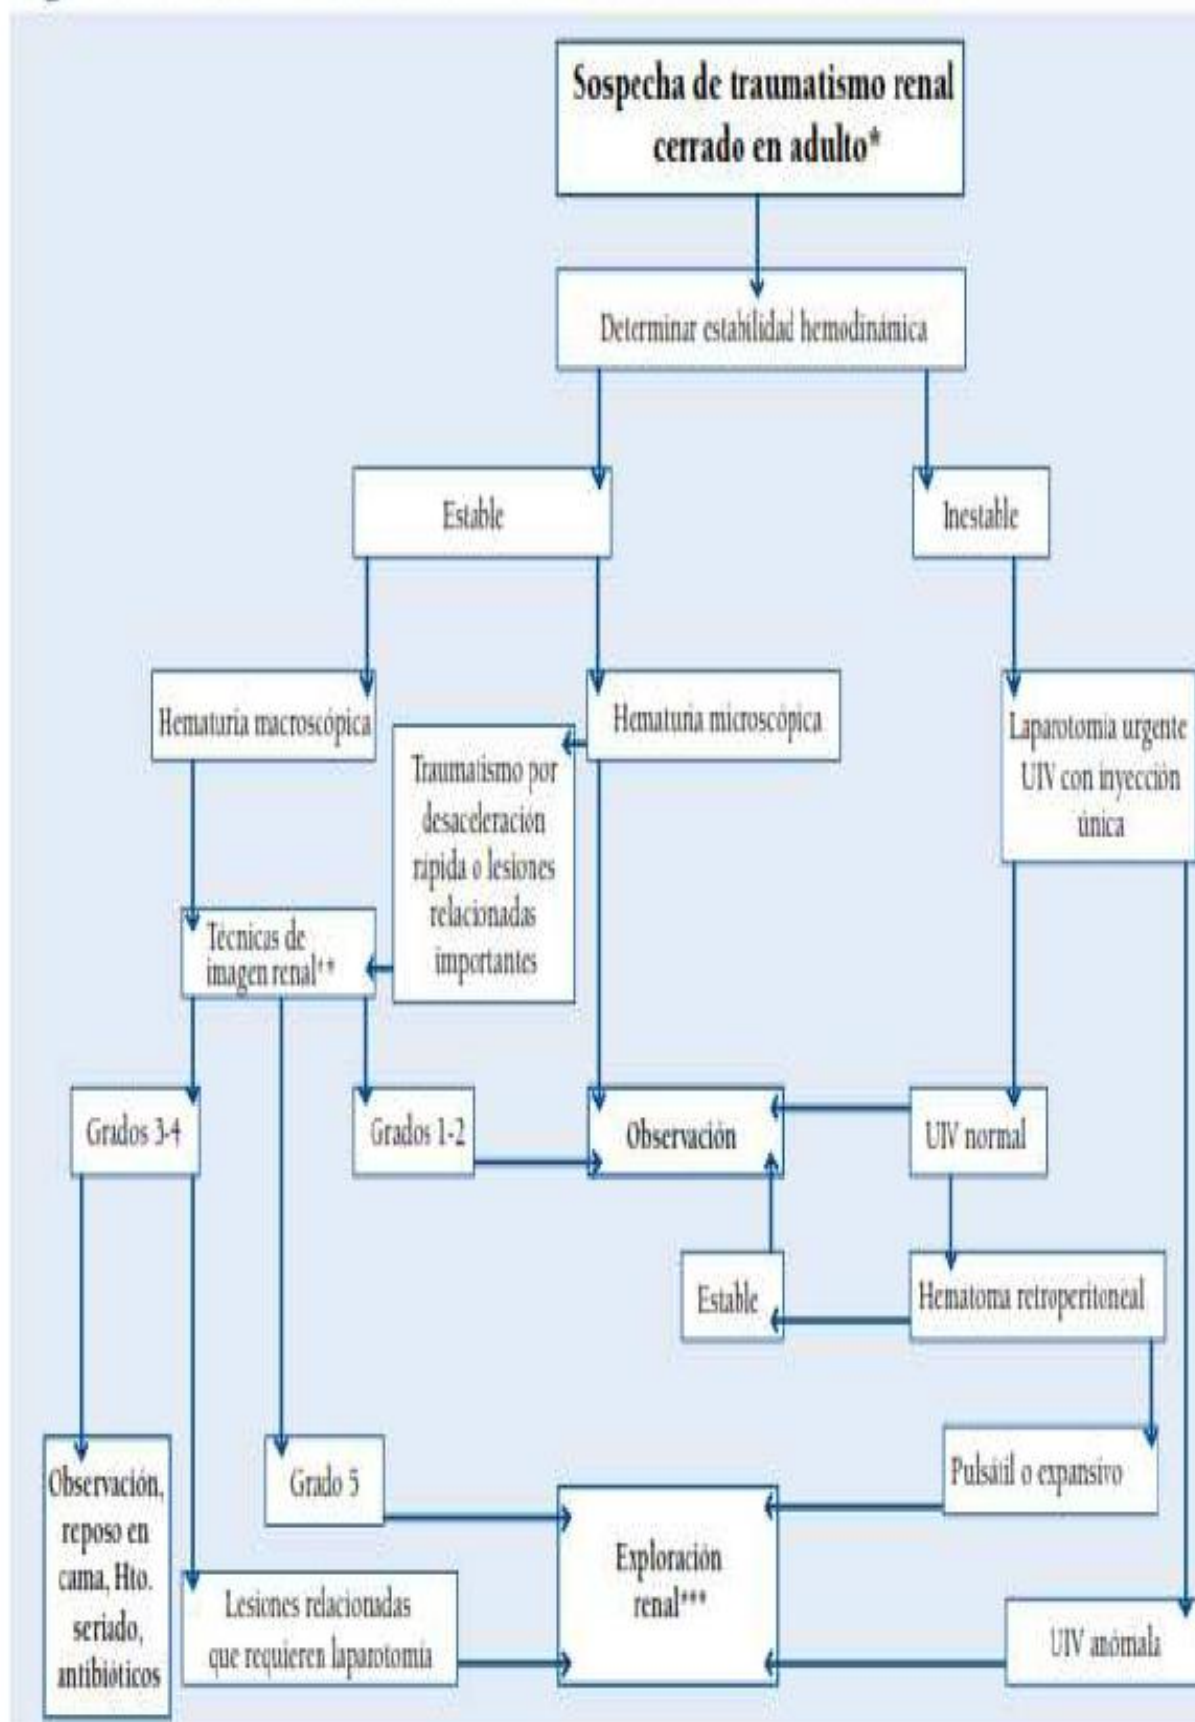 Sospecha de traumatismo renal
cerrado en adulto*
Determinar estabilidad hemodinámica
Estable
Inestable
Hematuria macroscópica
Hematuria microscópica
Traumatismo por
desaceleración
rápida o lesiones
relacionadas
importantes
Laparotomía urgente
UIV con inyección
única
Técnicas de
imagen renal**
Grados 3-4
Grados 1-2
Observación
UIV normal
Estable
Hematoma retroperitoneal
Observación,
reposo en
cama, Hto.
seriado,
antibióticos
Grado 5
Pulsátil o expansivo
Exploración
renal***
Lesiones relacionadas
que requieren laparotomía
UIV anómala